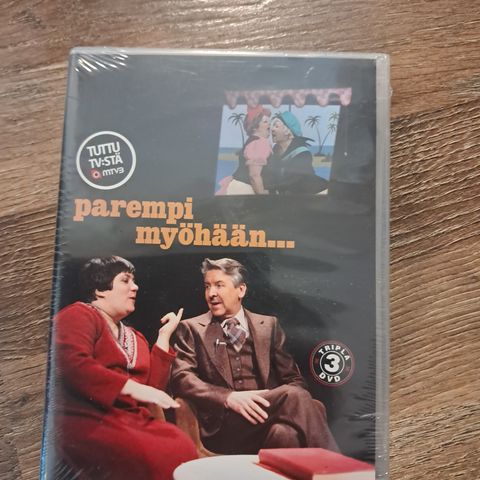 TUTTU
TV:STÄ
MTV3
parempi
myöhään...
TRIPLA
3
DVD